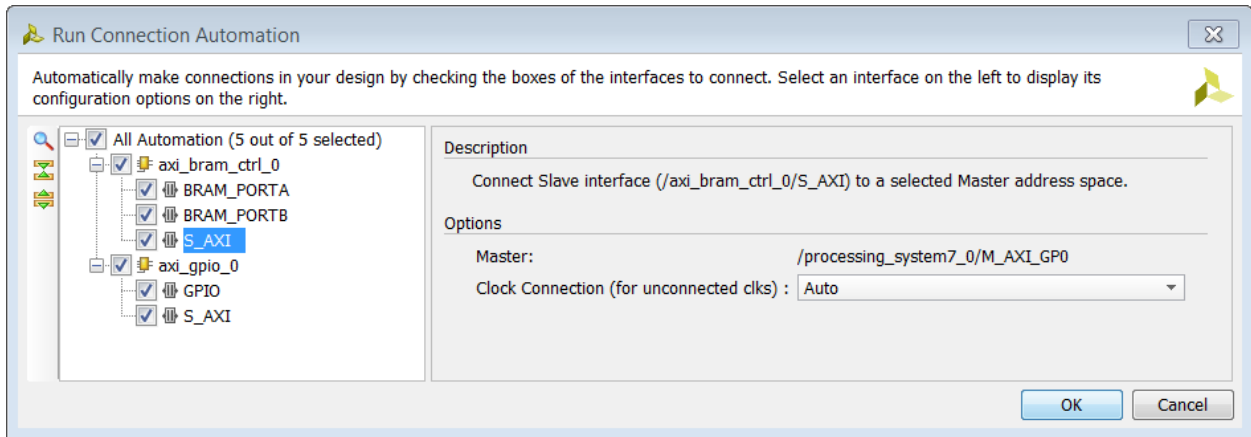 Run Connection Automation
Automatically make connections in your design by checking the boxes of the interfaces to connect. Select an interface on the left to display its
configuration options on the right.
All Automation (5 out of 5 selected)
axi_bram_ctrl_0
BRAM_PORTA
BRAM_PORTB
S_AXI
axi_gpio_0
GPIO
S_AXI
Description
Connect Slave interface (/axi_bram_ctrl_0/S_AXI) to a selected Master address space.
Options
Master: /processing_system7_0/M_AXI_GP0
Clock Connection (for unconnected clks) : Auto
OK Cancel